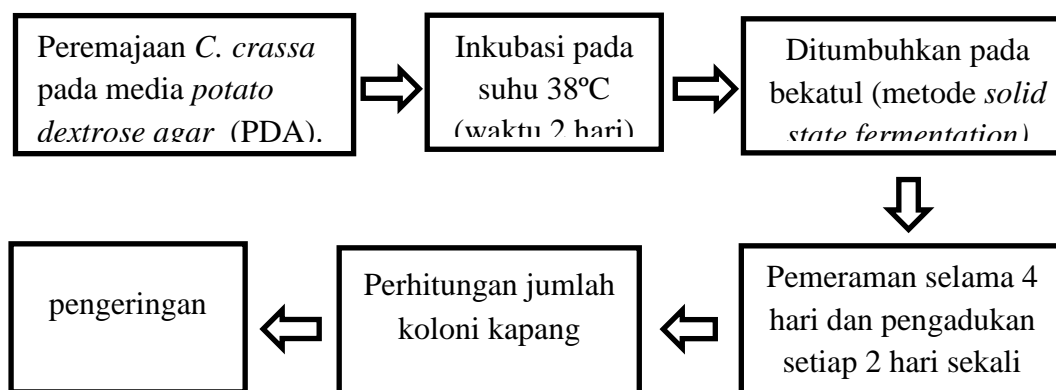 Peremajaan C. crassa
pada media potato
dextrose agar (PDA).
Inkubasi pada
suhu 38ºC
(waktu 2 hari)
Ditumbuhkan pada
bekatul (metode solid
state fermentation)
Pemeraman selama 4
hari dan pengadukan
setiap 2 hari sekali
Perhitungan jumlah
koloni kapang
pengeringan